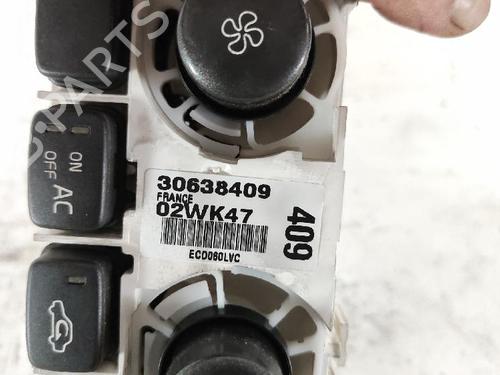 B-PARTS
ON
OFF
AC
30638409
FRANCE
02WK47
ECD080LVC
409